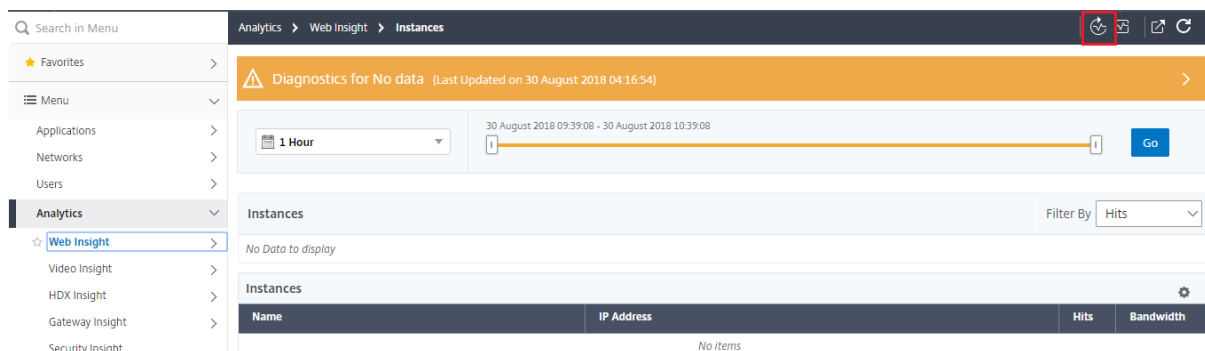 Search in Menu
Analytics > Web Insight > Instances
Favorites
Diagnostics for No data (Last Updated on 30 August 2018 04:16:54)
Menu
Applications
1 Hour
30 August 2018 09:39:08 - 30 August 2018 10:39:08
Go
Networks
Users
Analytics
Instances
Filter By Hits
Web Insight
No Data to display
Video Insight
HDX Insight
Instances
Gateway Insight
Name IP Address Hits Bandwidth
Security Insight
No items